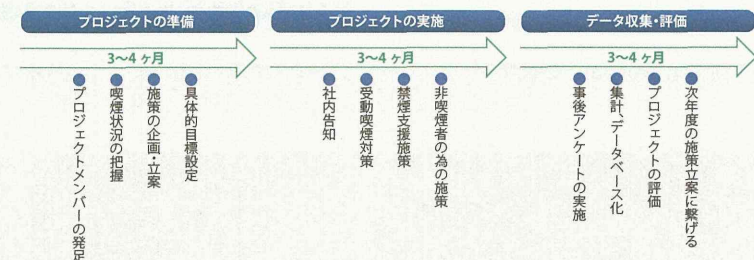 プロジェクトの準備
3〜4ヶ月
プロジェクトメンバーの発足
喫煙状況の把握
施策の企画・立案
具体的目標設定
プロジェクトの実施
3〜4ヶ月
社内告知
受動喫煙対策
禁煙支援施策
非喫煙者の為の施策
データ収集・評価
3〜4ヶ月
事後アンケートの実施
集計、データベース化
プロジェクトの評価
次年度の施策立案に繋げる